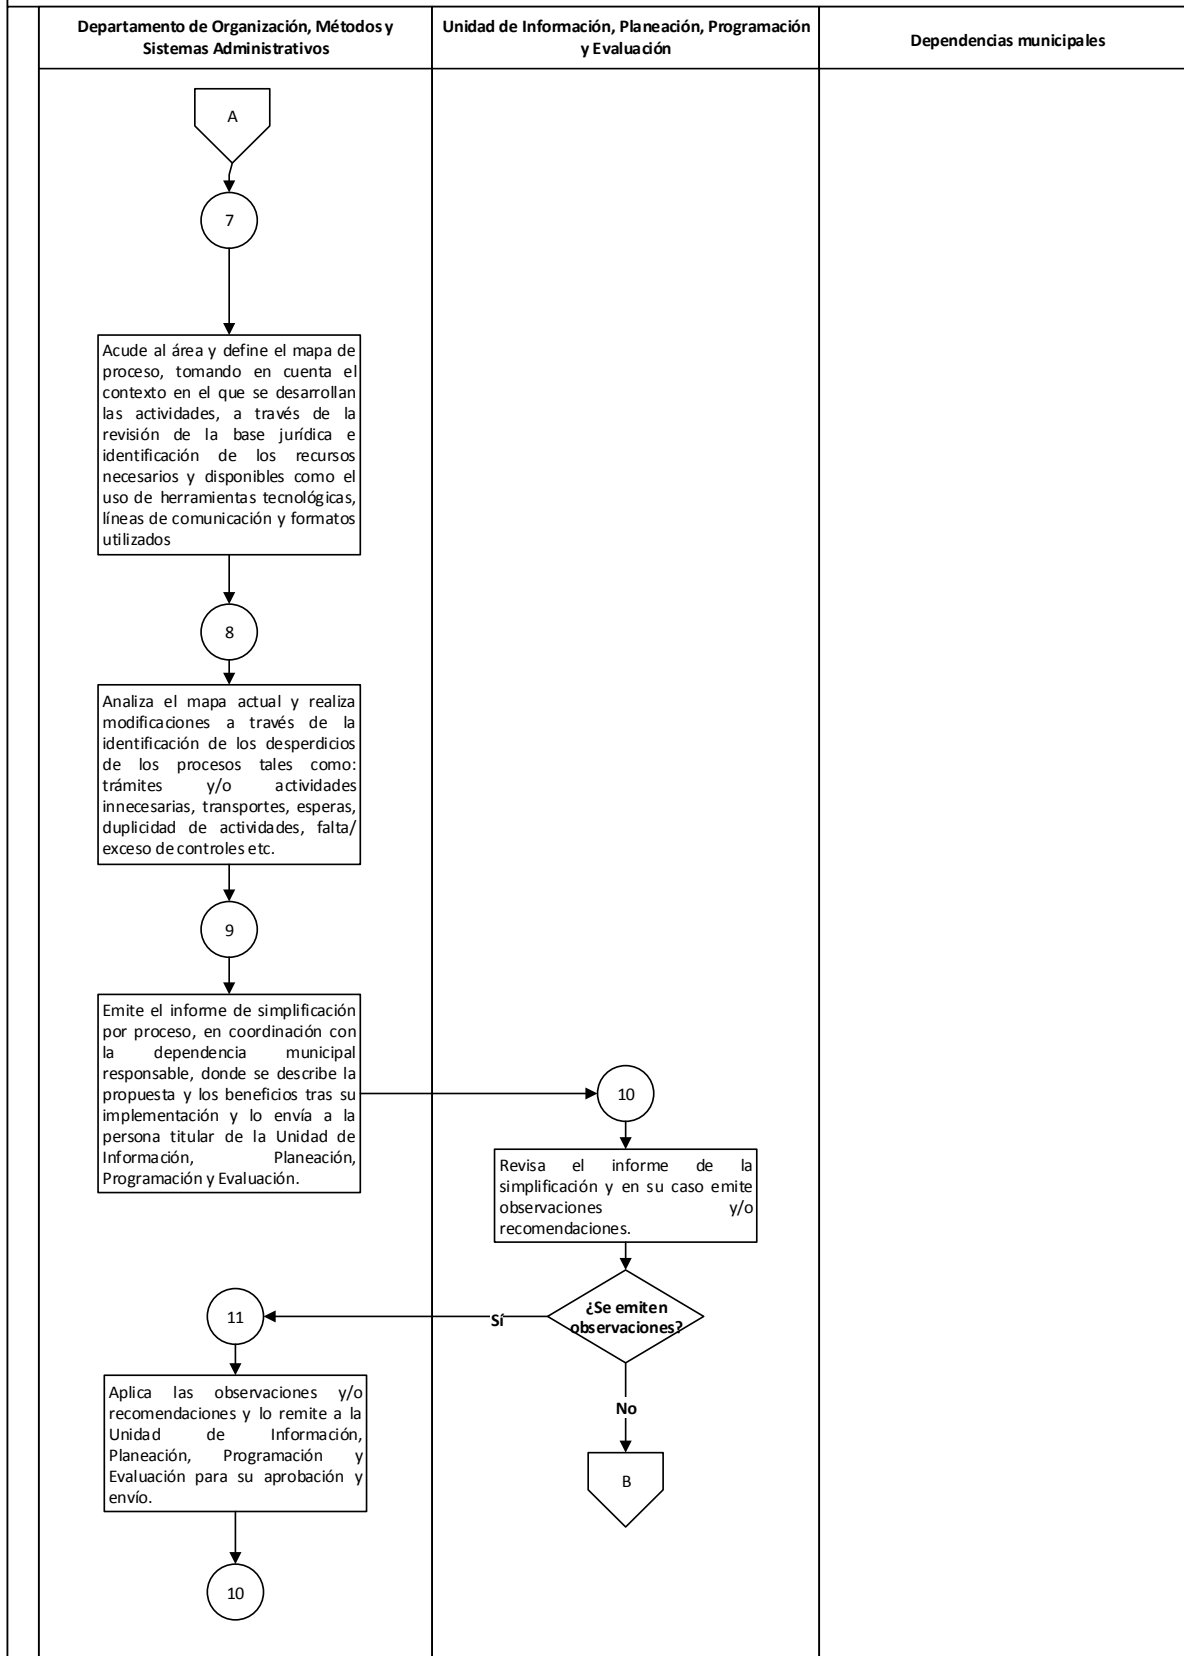 Departamento de Organización, Métodos y
Sistemas Administrativos
Unidad de Información, Planeación, Programación
y Evaluación
Dependencias municipales
A
7
Acude al área y define el mapa de
proceso, tomando en cuenta el
contexto en el que se desarrollan
las actividades, a través de la
revisión de la base jurídica e
identificación de los recursos
necesarios y disponibles como el
uso de herramientas tecnológicas,
líneas de comunicación y formatos
utilizados
8
Analiza el mapa actual y realiza
modificaciones a través de la
identificación de los desperdicios
de los procesos tales como:
trámites y/o actividades
innecesarias, transportes, esperas,
duplicidad de actividades, falta/
exceso de controles etc.
9
Emite el informe de simplificación
por proceso, en coordinación con
la dependencia municipal
responsable, donde se describe la
propuesta y los beneficios tras su
implementación y lo envía a la
persona titular de la Unidad de
Información, Planeación,
Programación y Evaluación.
10
Revisa el informe de la
simplificación y en su caso emite
observaciones y/o
recomendaciones.
¿Se emiten
observaciones?
Sí
11
Aplica las observaciones y/o
recomendaciones y lo remite a la
Unidad de Información,
Planeación, Programación y
Evaluación para su aprobación y
envío.
10
No
B